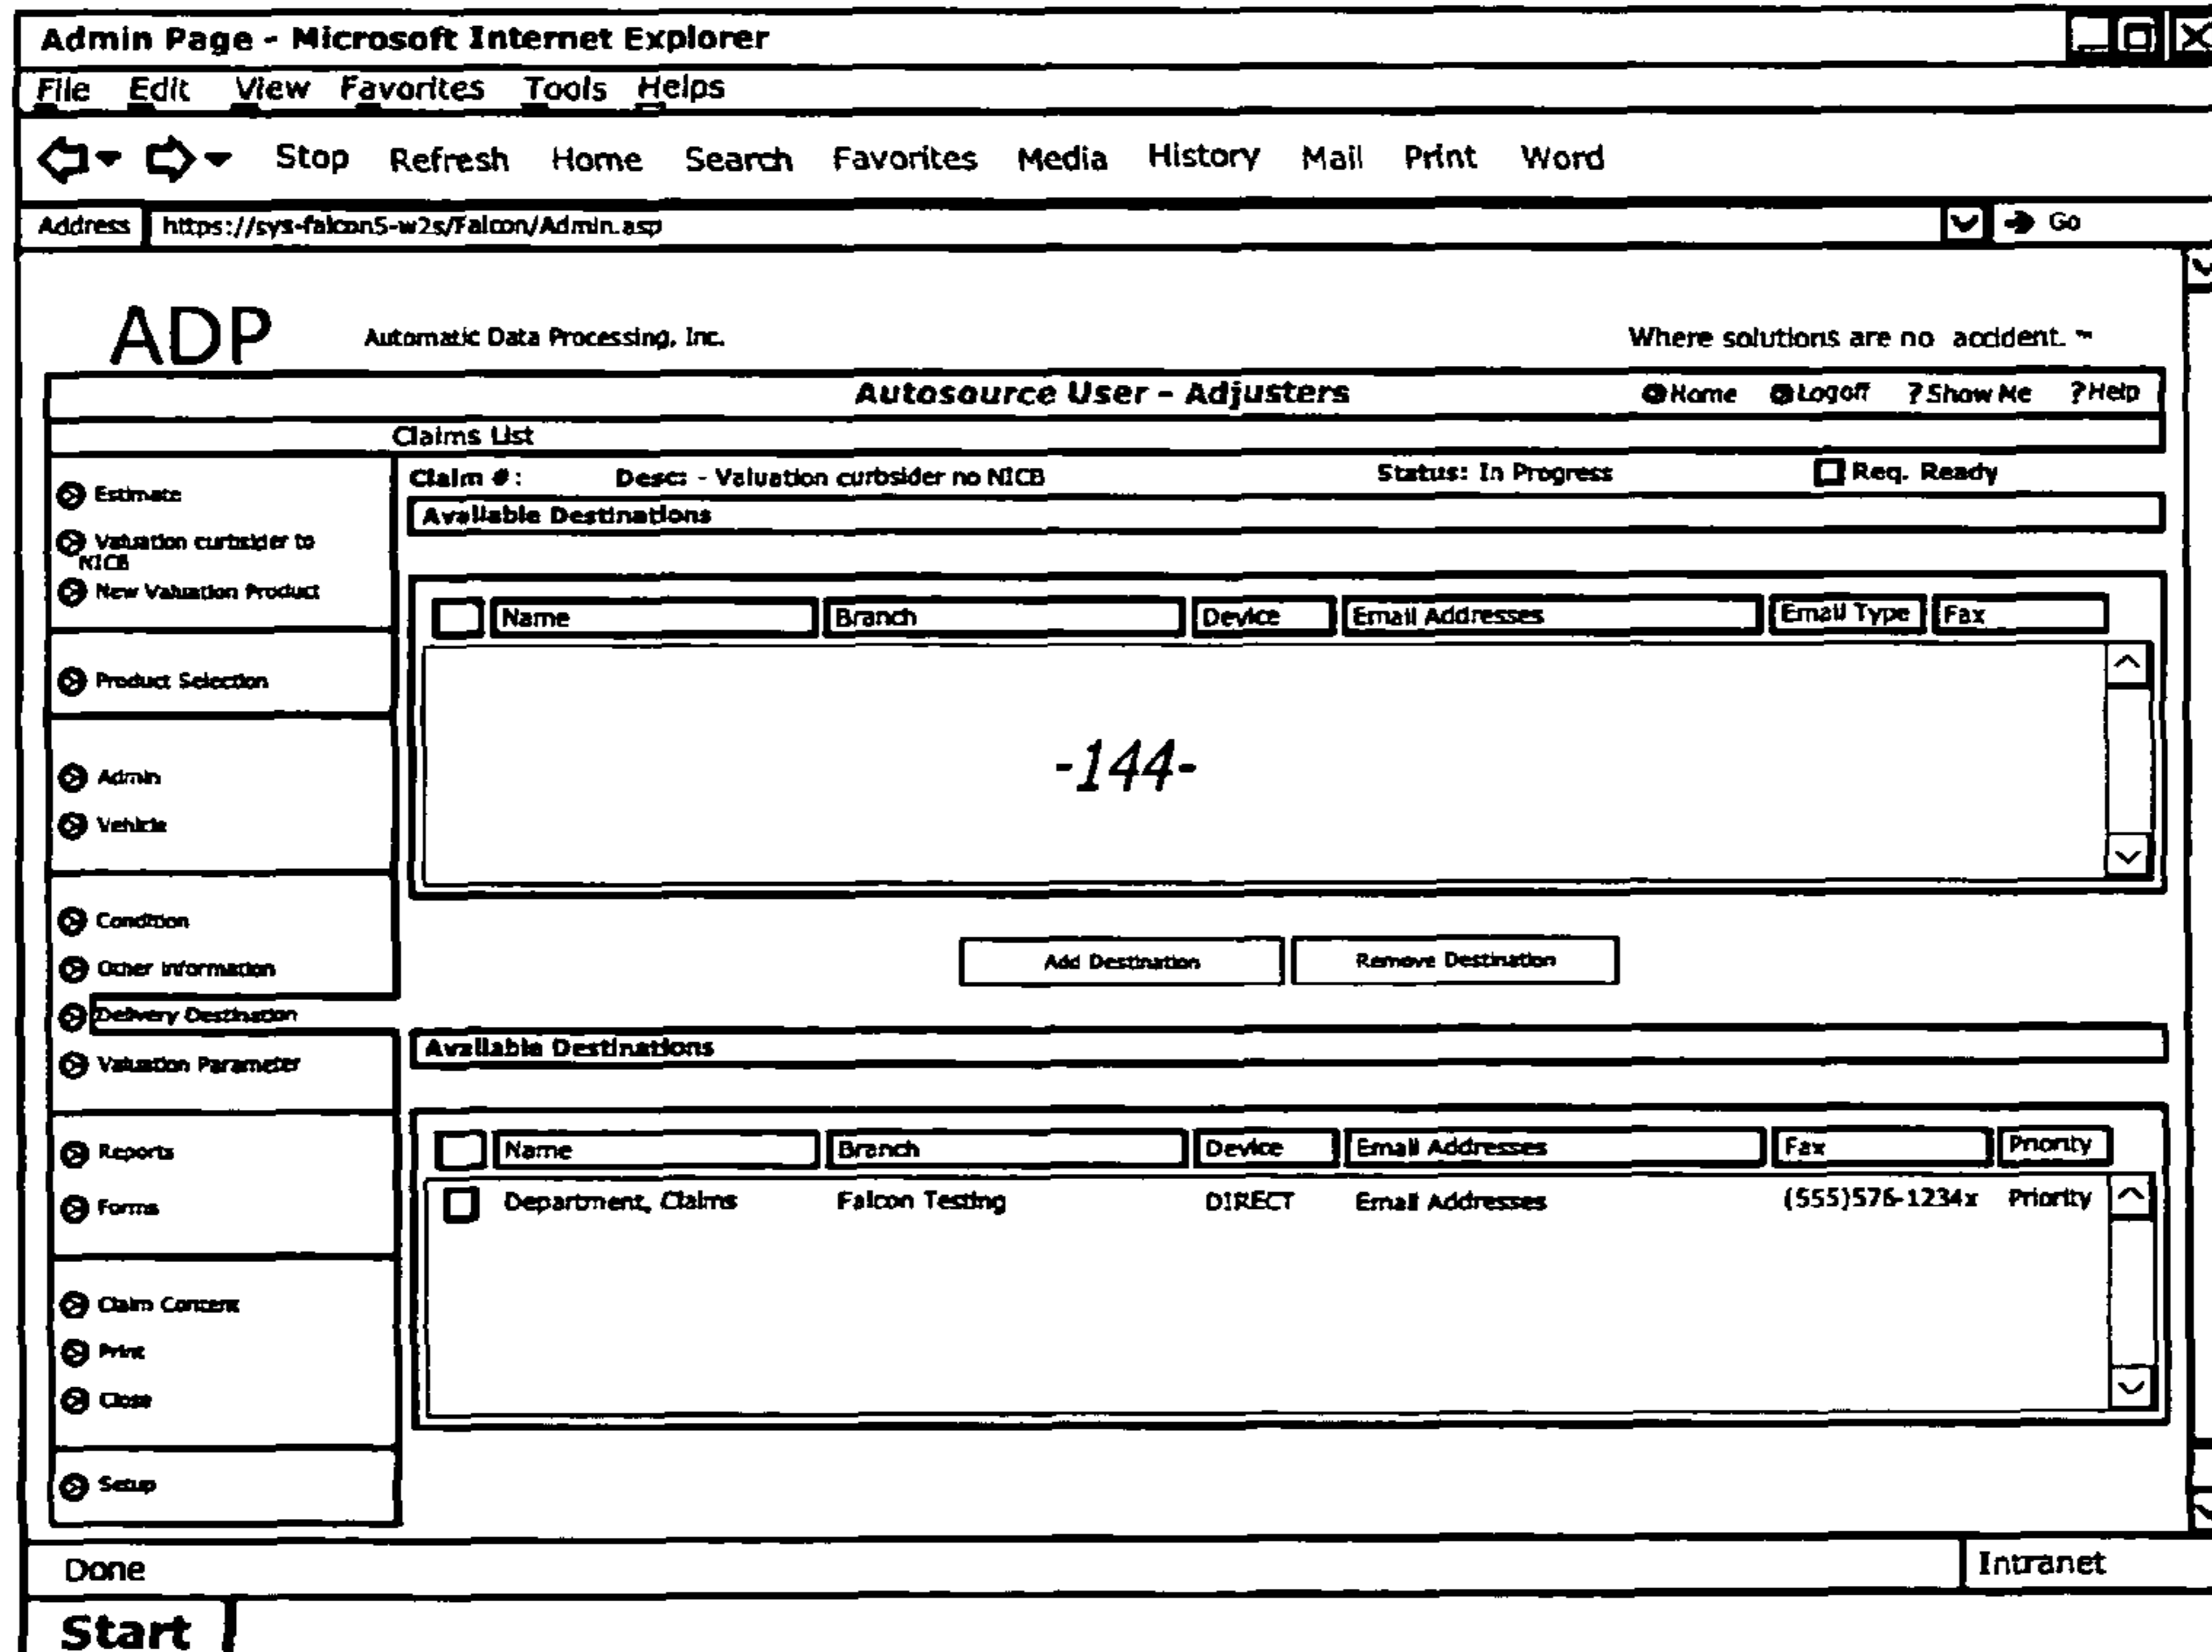 Admin Page - Microsoft Internet Explorer
File Edit View Favorites Tools Helps
Stop Refresh Home Search Favorites Media History Mail Print Word
Address https://sys-falcon5-w2s/Falcon/Admin.asp Go
ADP Automatic Data Processing, Inc. Where solutions are no accident.™
Autosource User - Adjusters Home Logoff ?Show Me ?Help
Claims List
Claim #: Desc: - Valuation curbsider no NICB Status: In Progress Req. Ready
Available Destinations
Estimate
Valuation curbsider to
NICB
New Valuation Product
Product Selection
Admin
Vehicle
Condition
Other Information
Delivery Destination
Valuation Parameter
Reports
Forms
Claim Content
Print
Close
Setup
Name Branch Device Email Addresses Email Type Fax
-144-
Add Destination Remove Destination
Available Destinations
Name Branch Device Email Addresses Fax Priority
Department, Claims Falcon Testing DIRECT Email Addresses (555)576-1234x Priority
Done Intranet
Start